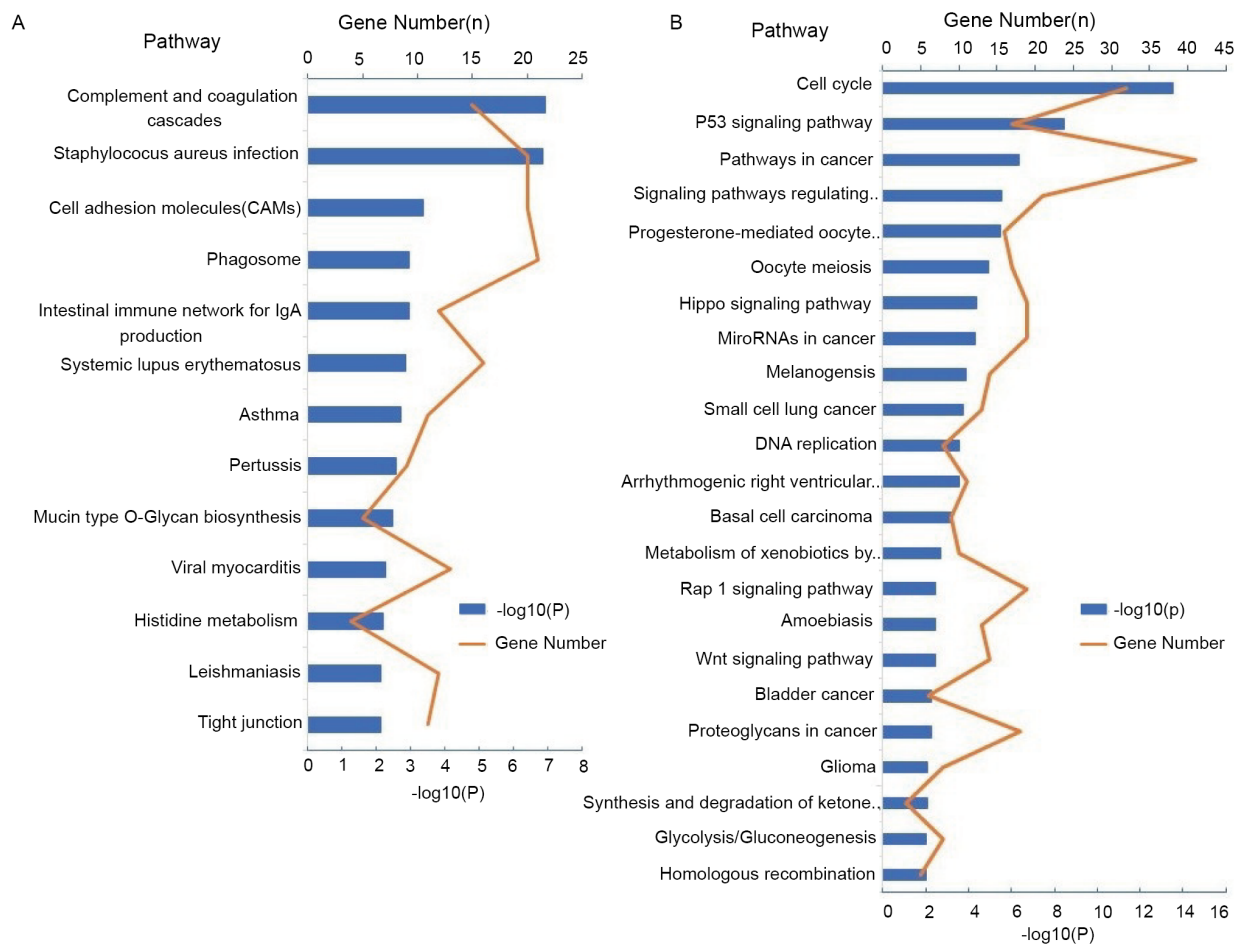 A
Gene Number(n)
Pathway
0 5 10 15 20 25
Complement and coagulation
cascades
Staphylococus aureus infection
Cell adhesion molecules(CAMs)
Phagosome
Intestinal immune network for IgA
production
Systemic lupus erythematosus
Asthma
Pertussis
Mucin type O-Glycan biosynthesis
Viral myocarditis
Histidine metabolism
Leishmaniasis
Tight junction
-log10(P)
Gene Number
0 1 2 3 4 5 6 7 8
-log10(P)
B
Gene Number(n)
Pathway
0 5 10 15 20 25 30 35 40 45
Cell cycle
P53 signaling pathway
Pathways in cancer
Signaling pathways regulating..
Progesterone-mediated oocyte..
Oocyte meiosis
Hippo signaling pathway
MiroRNAs in cancer
Melanogensis
Small cell lung cancer
DNA replication
Arrhythmogenic right ventricular..
Basal cell carcinoma
Metabolism of xenobiotics by..
Rap 1 signaling pathway
Amoebiasis
Wnt signaling pathway
Bladder cancer
Proteoglycans in cancer
Glioma
Synthesis and degradation of ketone..
Glycolysis/Gluconeogenesis
Homologous recombination
-log10(p)
Gene Number
0 2 4 6 8 10 12 14 16
-log10(P)